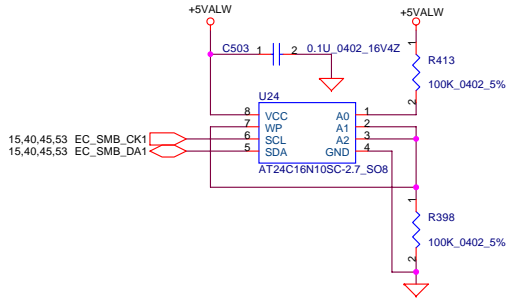 +5VALW
+5VALW
C503 1 2 0.1U_0402_16V4Z
1
R413
100K_0402_5%
2
U24
8 VCC A0 1
7 WP A1 2
15,40,45,53 EC_SMB_CK1 6 SCL A2 3
15,40,45,53 EC_SMB_DA1 5 SDA GND 4
AT24C16N10SC-2.7_SO8
1
R398
100K_0402_5%
2